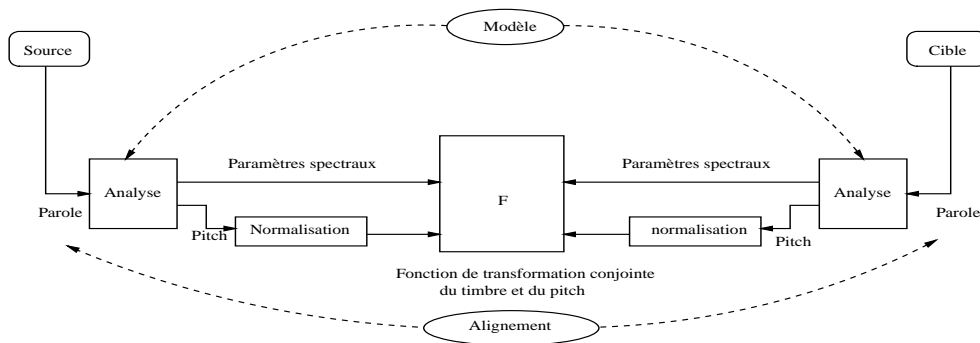 Modèle
Source
Cible
Paramètres spectraux
Paramètres spectraux
Analyse
F
Analyse
Parole
Parole
Pitch
Normalisation
normalisation
Pitch
Fonction de transformation conjointe
du timbre et du pitch
Alignement